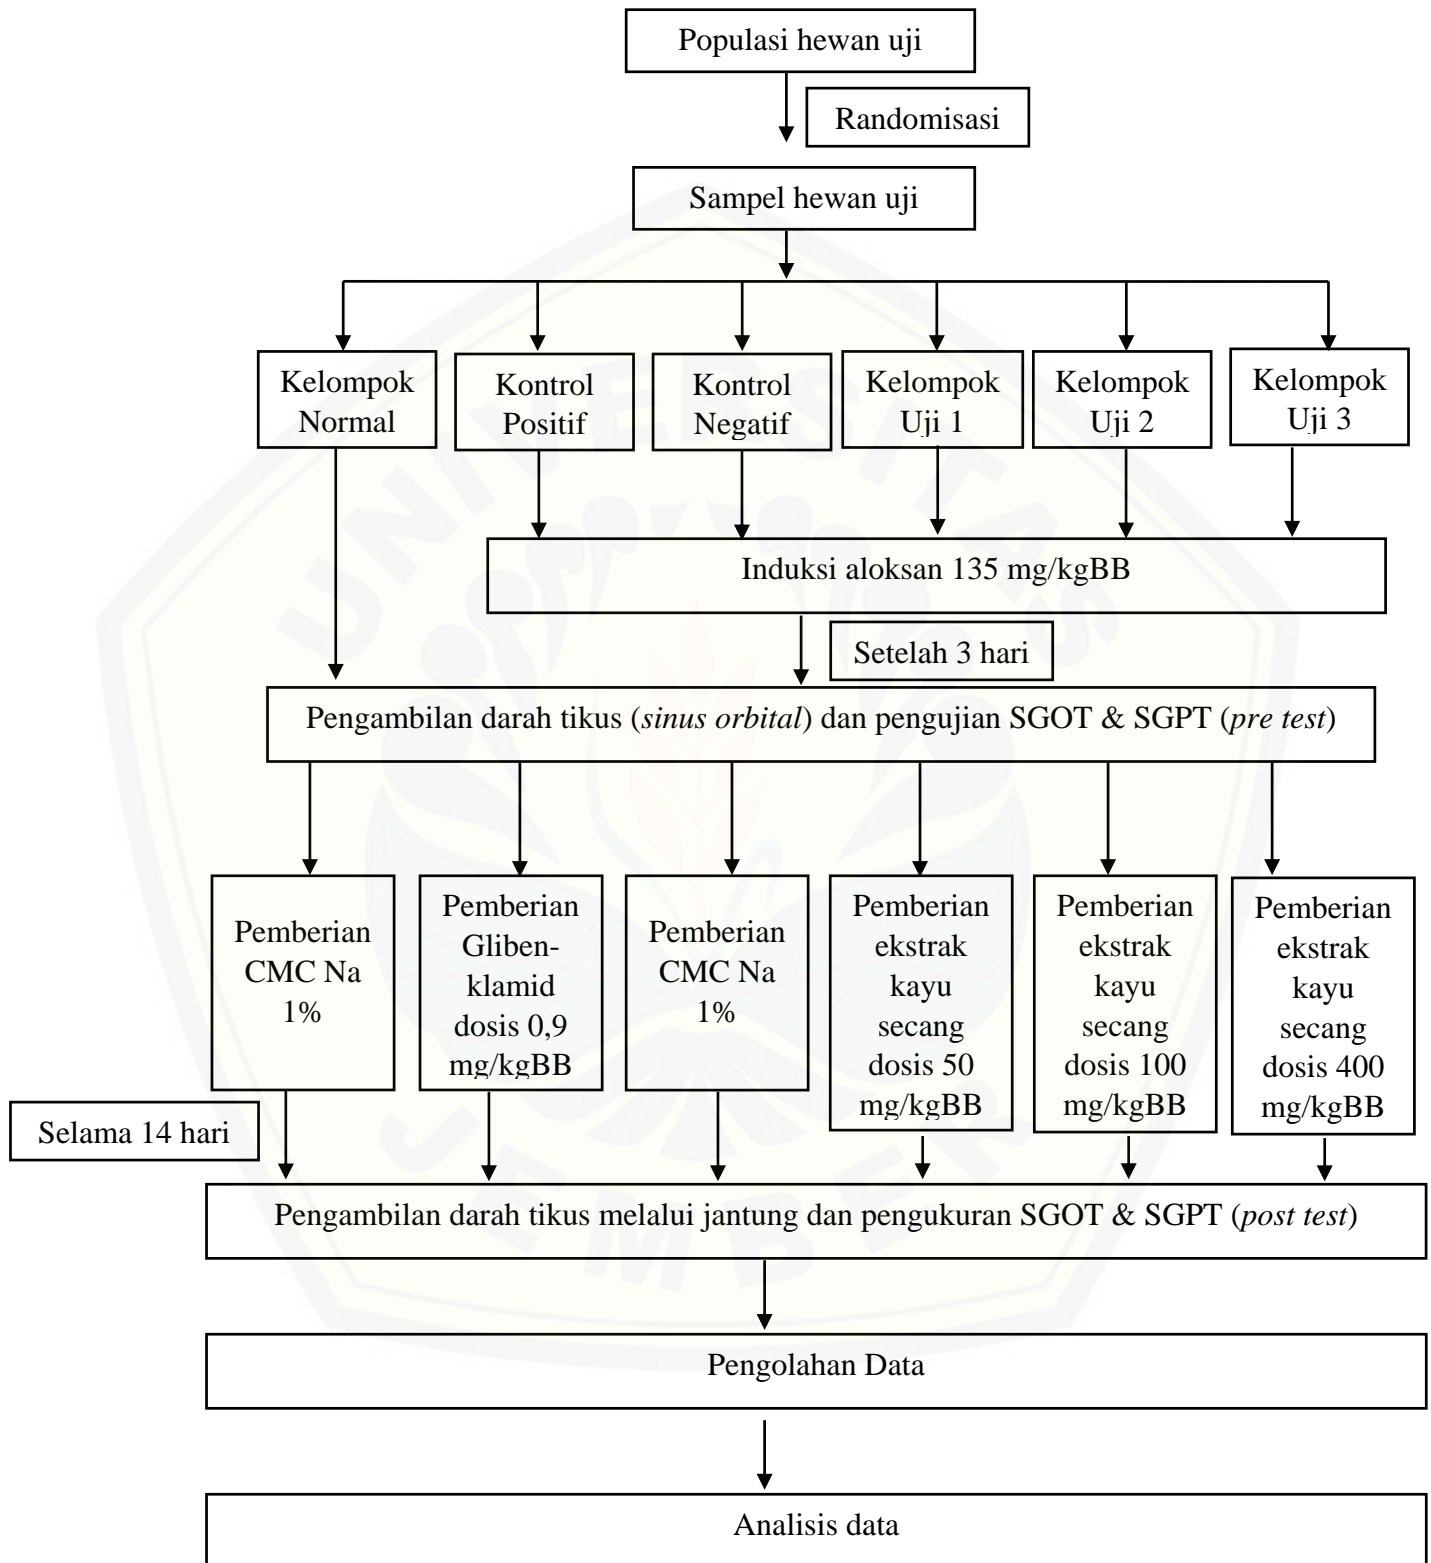 Populasi hewan uji
Randomisasi
Sampel hewan uji
Kelompok
Normal
Kontrol
Positif
Kontrol
Negatif
Kelompok
Uji 1
Kelompok
Uji 2
Kelompok
Uji 3
Induksi aloksan 135 mg/kgBB
Setelah 3 hari
Pengambilan darah tikus (sinus orbital) dan pengujian SGOT & SGPT (pre test)
Pemberian
CMC Na
1%
Pemberian
Gliben-
klamid
dosis 0,9
mg/kgBB
Pemberian
CMC Na
1%
Pemberian
ekstrak
kayu
secang
dosis 50
mg/kgBB
Pemberian
ekstrak
kayu
secang
dosis 100
mg/kgBB
Pemberian
ekstrak
kayu
secang
dosis 400
mg/kgBB
Selama 14 hari
Pengambilan darah tikus melalui jantung dan pengukuran SGOT & SGPT (post test)
Pengolahan Data
Analisis data
UNIVERSITAS
JEMBER